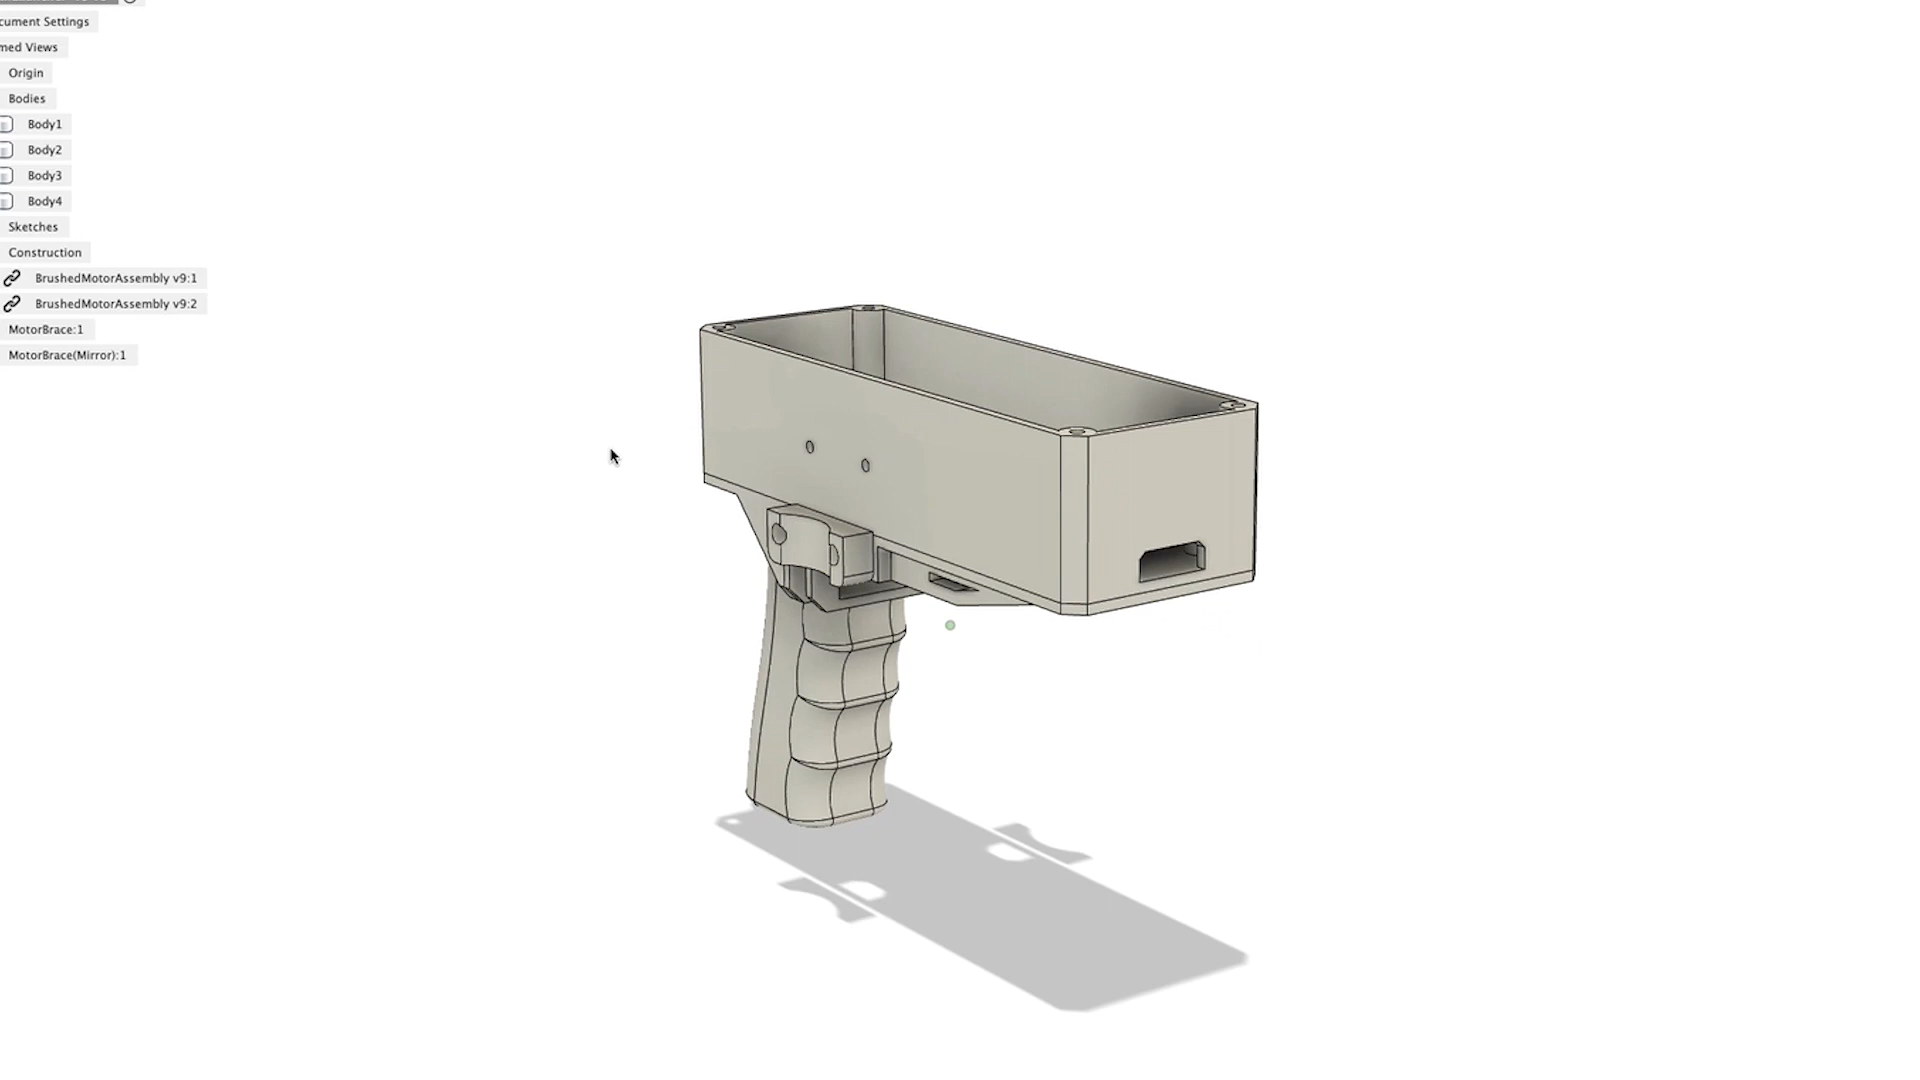 cument Settings
med Views
Origin
Bodies
Body1
Body2
Body3
Body4
Sketches
Construction
BrushedMotorAssembly v9:1
BrushedMotorAssembly v9:2
MotorBrace:1
MotorBrace(Mirror):1